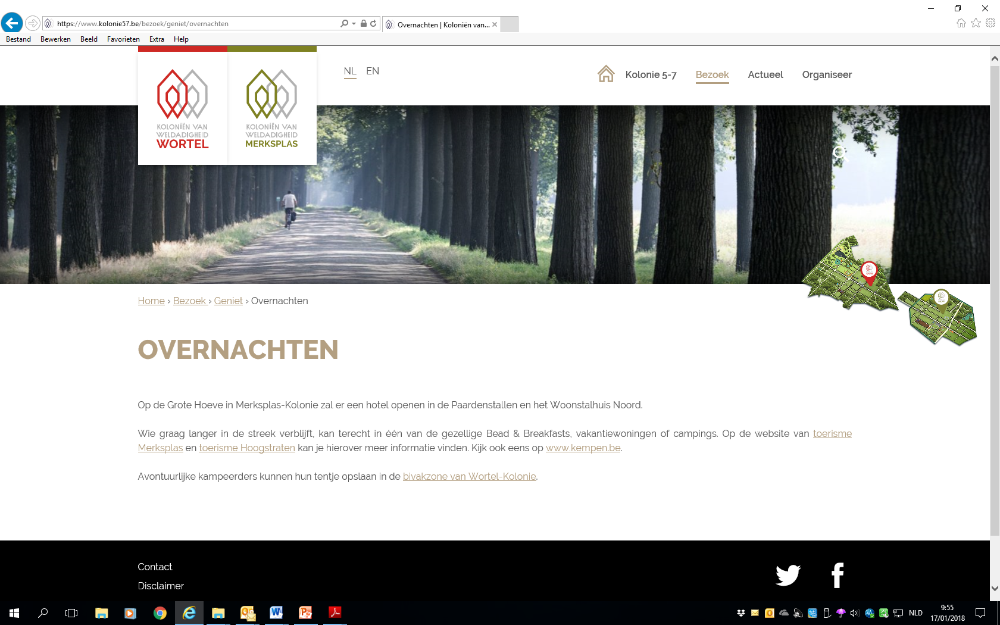 https://www.kolonie57.be/bezoek/geniet/overnachten
Overnachten | Koloniën van...
Bestand Bewerken Beeld Favorieten Extra Help
KOLONIËN VAN
WELDADIGHEID
WORTEL
KOLONIËN VAN
WELDADIGHEID
MERKSPLAS
NL EN
Kolonie 5-7 Bezoek Actueel Organiseer
Home › Bezoek › Geniet › Overnachten
OVERNACHTEN
Op de Grote Hoeve in Merksplas-Kolonie zal er een hotel openen in de Paardenstallen en het Woonstalhuis Noord.
Wie graag langer in de streek verblijft, kan terecht in één van de gezellige Bead & Breakfasts, vakantiewoningen of campings. Op de website van toerisme
Merksplas en toerisme Hoogstraten kan je hierover meer informatie vinden. Kijk ook eens op www.kempen.be.
Avontuurlijke kampeerders kunnen hun tentje opslaan in de bivakzone van Wortel-Kolonie.
Contact
Disclaimer
NLD
9:55
17/01/2018